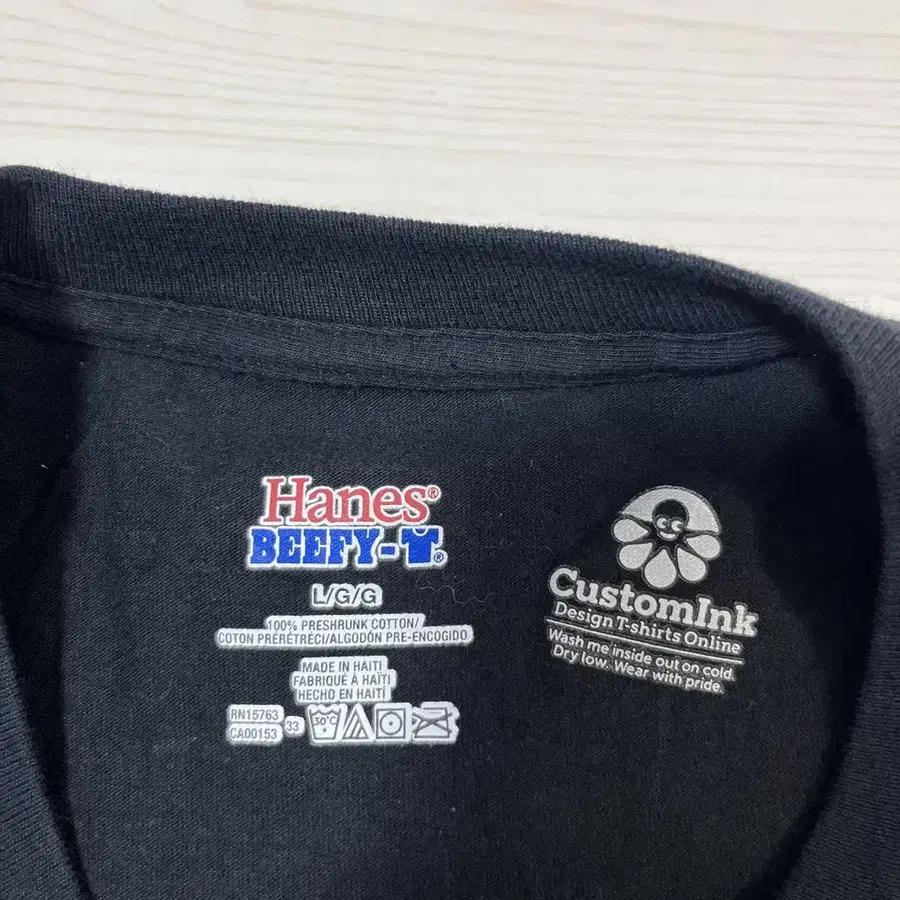 Hanes®
BEEFY-T®
L/G/G
100% PRESHRUNK COTTON/
COTON PRÉRÉTRÉCI/ALGODÓN PRE-ENCOGIDO
MADE IN HAITI
FABRIQUÉ À HAÏTI
HECHO EN HAITÍ
RN15763
CA00153
33
30°C
CustomInk
Design T-shirts Online
Wash me inside out on cold.
Dry low. Wear with pride.